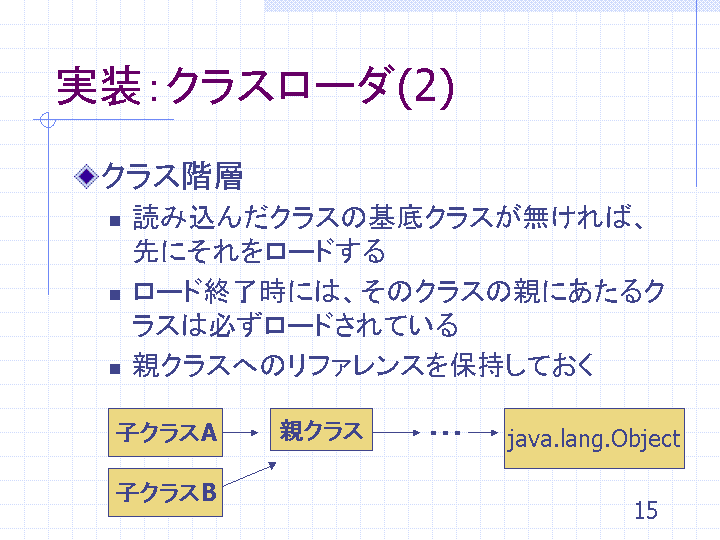 実装：クラスローダ(2)
クラス階層
読み込んだクラスの基底クラスが無ければ、
先にそれをロードする
ロード終了時には、そのクラスの親にあたるク
ラスは必ずロードされている
親クラスへのリファレンスを保持しておく
子クラスA 親クラス ・・・ java.lang.Object
子クラスB
15